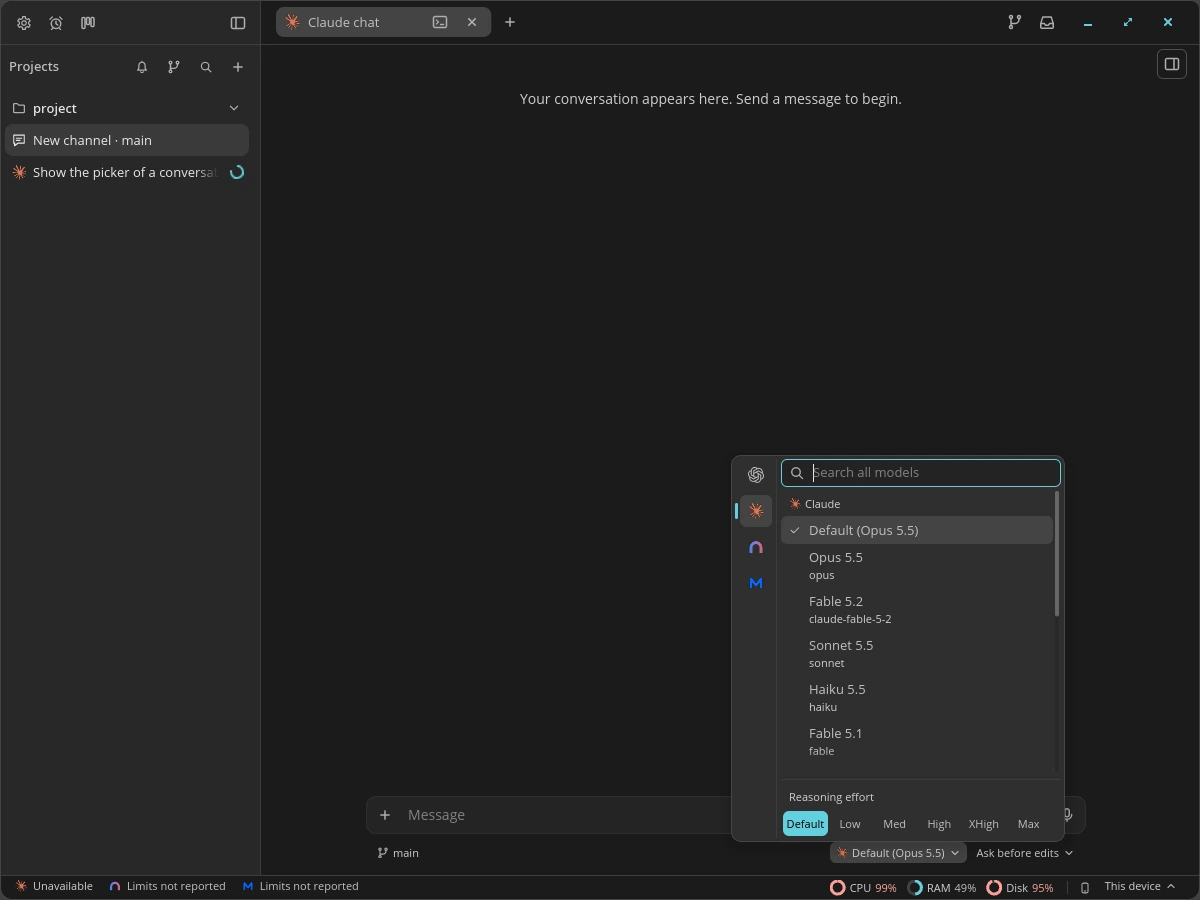 Claude chat
Projects
project
New channel · main
Show the picker of a conversat
Your conversation appears here. Send a message to begin.
Search all models
Claude
Default (Opus 5.5)
Opus 5.5
opus
Fable 5.2
claude-fable-5-2
Sonnet 5.5
sonnet
Haiku 5.5
haiku
Fable 5.1
fable
Reasoning effort
Default Low Med High XHigh Max
Message
main
Default (Opus 5.5) Ask before edits
Unavailable Limits not reported Limits not reported CPU 99% RAM 49% Disk 95% This device